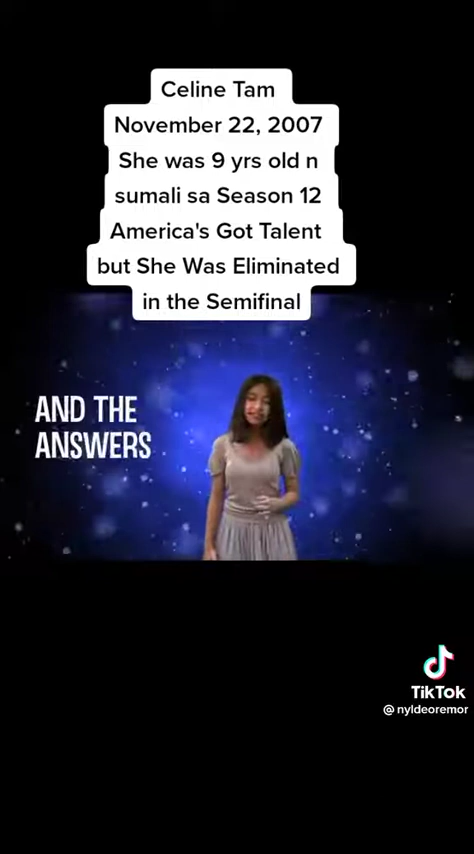 Celine Tam
November 22, 2007
She was 9 yrs old n
sumali sa Season 12
America's Got Talent
but She Was Eliminated
in the Semifinal
AND THE
ANSWERS
TikTok
@nyldeoremor